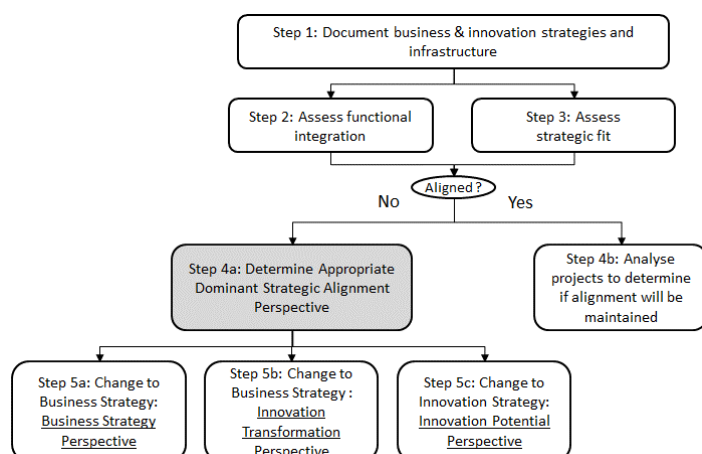 Step 1: Document business & innovation strategies and
infrastructure
Step 2: Assess functional
integration
Step 3: Assess
strategic fit
Aligned ?
No
Yes
Step 4a: Determine Appropriate
Dominant Strategic Alignment
Perspective
Step 4b: Analyse
projects to determine
if alignment will be
maintained
Step 5a: Change to
Business Strategy:
Business Strategy
Perspective
Step 5b: Change to
Business Strategy :
Innovation
Transformation
Perspective
Step 5c: Change to
Innovation Strategy:
Innovation Potential
Perspective